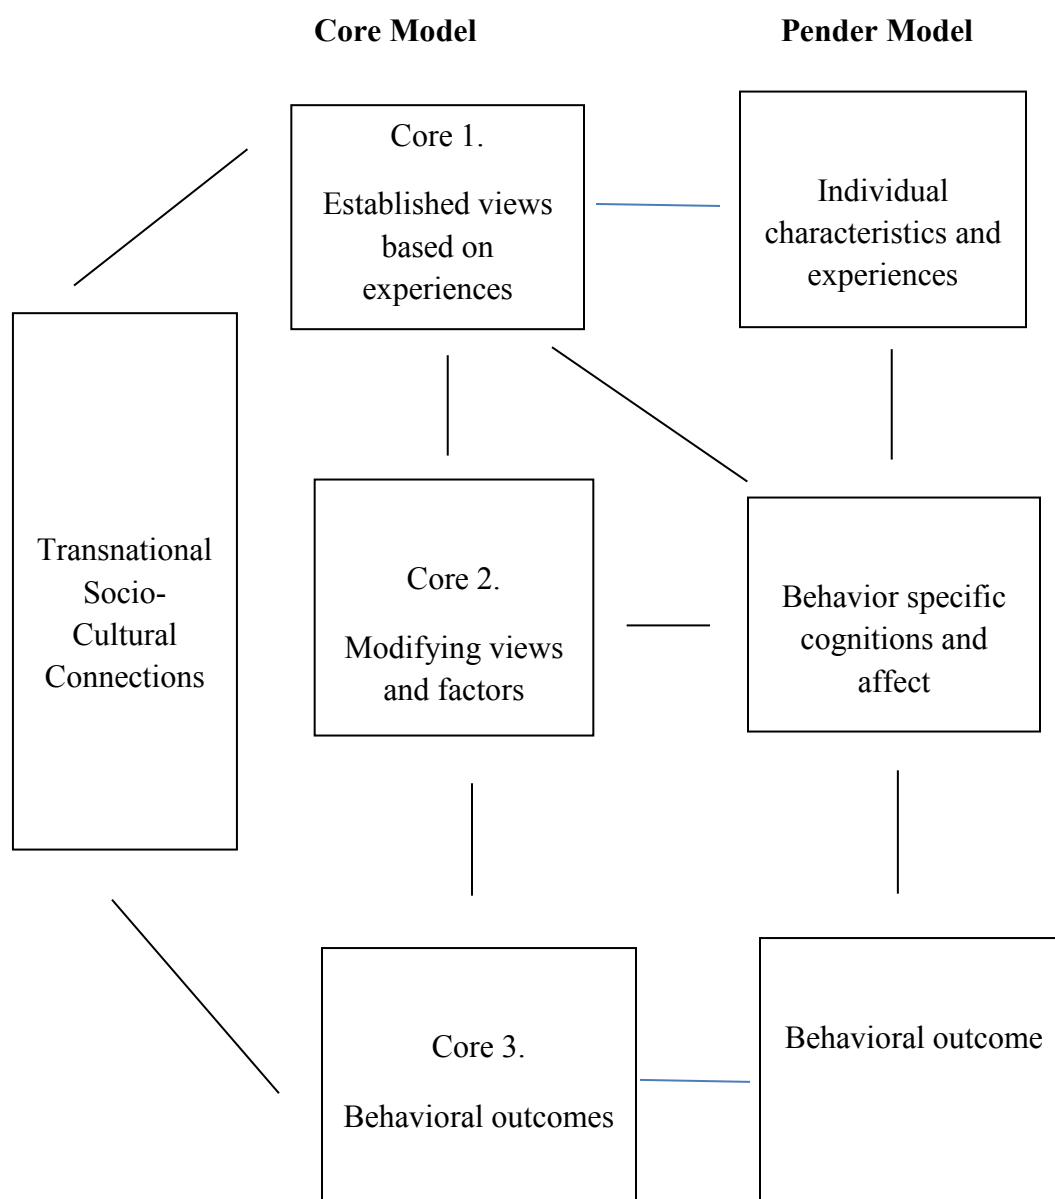 Core Model
Pender Model
Core 1.
Established views
based on
experiences
Individual
characteristics and
experiences
Transnational
Socio-
Cultural
Connections
Core 2.
Modifying views
and factors
Behavior specific
cognitions and
affect
Core 3.
Behavioral outcomes
Behavioral outcome